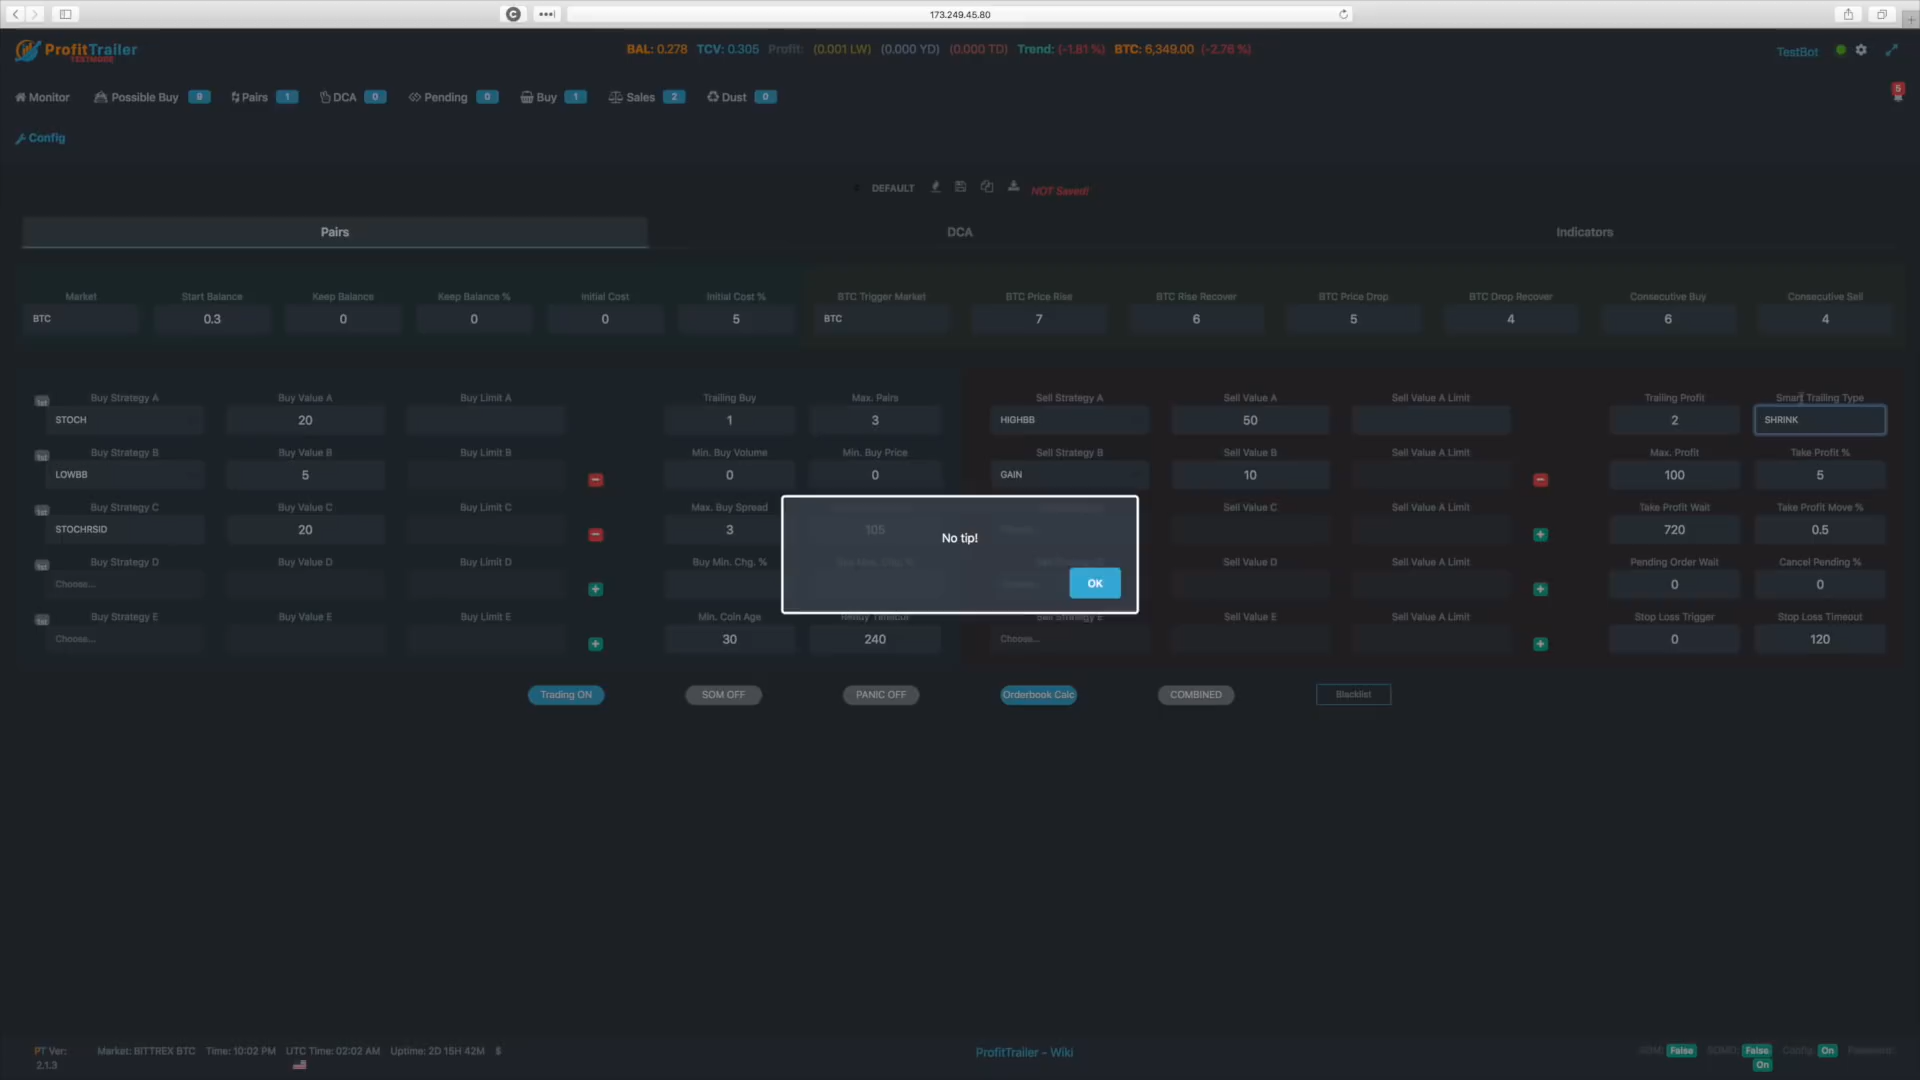 173.249.45.80
ProfitTrailer
TESTMODE
BAL: 0.278 TCV: 0.305 Profit: (0.001 LW) (0.000 YD) (0.000 TD) Trend: (-1.81 %) BTC: 6,349.00 (-2.76 %)
TestBot
Monitor Possible Buy 9 Pairs 1 DCA 0 Pending 0 Buy 1 Sales 2 Dust 0
5
Config
DEFAULT NOT Saved!
Pairs DCA Indicators
Market Start Balance Keep Balance Keep Balance % Initial Cost Initial Cost % BTC Trigger Market BTC Price Rise BTC Rise Recover BTC Price Drop BTC Drop Recover Consecutive Buy Consecutive Sell
BTC 0.3 0 0 0 5 BTC 7 6 5 4 6 4
Buy Strategy A Buy Value A Buy Limit A Trailing Buy Max. Pairs Sell Strategy A Sell Value A Sell Value A Limit Trailing Profit Smart Trailing Type
1st STOCH 20 1 3 HIGHBB 50 2 SHRINK
Buy Strategy B Buy Value B Buy Limit B Min. Buy Volume Min. Buy Price Sell Strategy B Sell Value B Sell Value A Limit Max. Profit Take Profit %
1st LOWBB 5 0 0 GAIN 10 100 5
Buy Strategy C Buy Value C Buy Limit C Max. Buy Spread Sell Value C Sell Value A Limit Take Profit Wait Take Profit Move %
1st STOCHRSID 20 3 105 720 0.5
No tip!
Buy Strategy D Buy Value D Buy Limit D Buy Min. Chg. % Sell Value D Sell Value A Limit Pending Order Wait Cancel Pending %
1st Choose... 0 0
OK
Buy Strategy E Buy Value E Buy Limit E Min. Coin Age ReBuy Timeout Sell Strategy E Sell Value E Sell Value A Limit Stop Loss Trigger Stop Loss Timeout
1st Choose... 30 240 Choose... 0 120
Trading ON SOM OFF PANIC OFF Orderbook Calc COMBINED Blacklist
PT Ver: Market: BITTREX BTC Time: 10:02 PM UTC Time: 02:02 AM Uptime: 2D 15H 42M $
2.1.3
ProfitTrailer - Wiki
False False Config: On
On